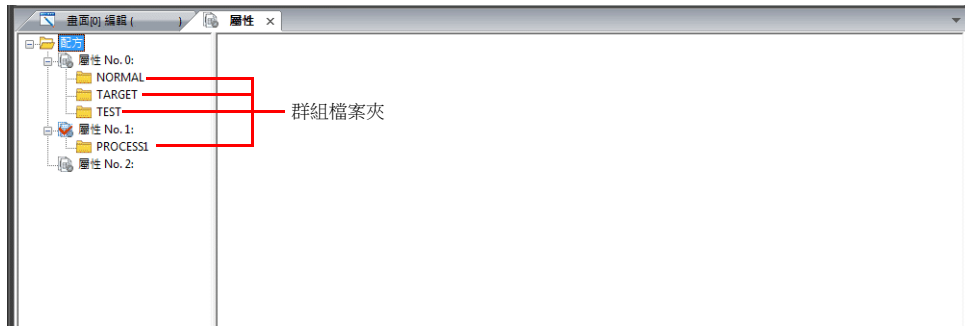 畫面[0] 編輯 ( )
屬性
配方
屬性 No. 0:
NORMAL
TARGET
TEST
群組檔案夾
屬性 No. 1:
PROCESS1
屬性 No. 2: